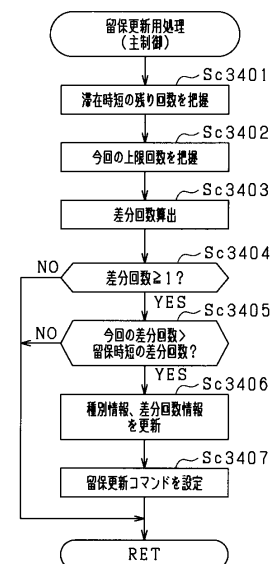 留保更新用処理
(主制御)
Sc3401
滞在時短の残り回数を把握
Sc3402
今回の上限回数を把握
Sc3403
差分回数算出
Sc3404
差分回数≧1?
NO
YES
Sc3405
今回の差分回数>
留保時短の差分回数?
NO
YES
Sc3406
種別情報、差分回数情報
を更新
Sc3407
留保更新コマンドを設定
RET